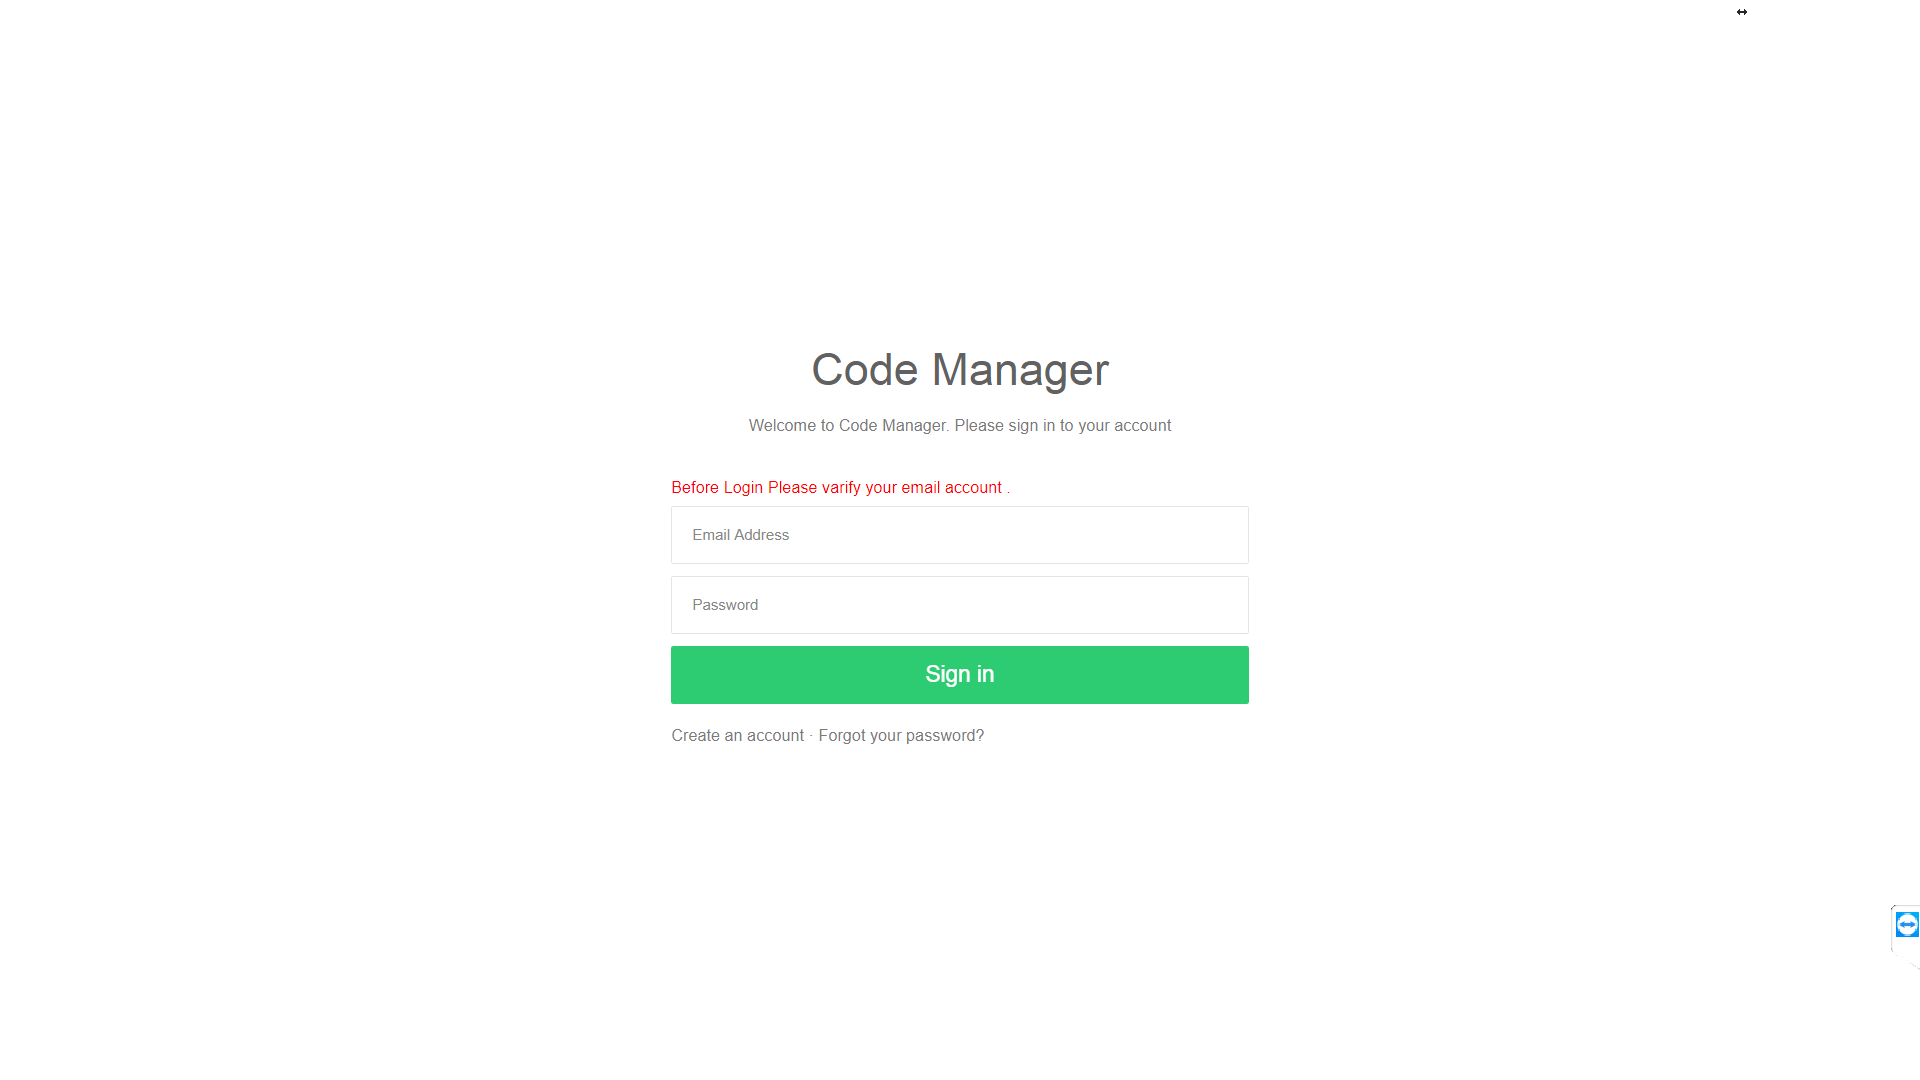 Code Manager
Welcome to Code Manager. Please sign in to your account
Before Login Please varify your email account .
Email Address
Password
Sign in
Create an account · Forgot your password?